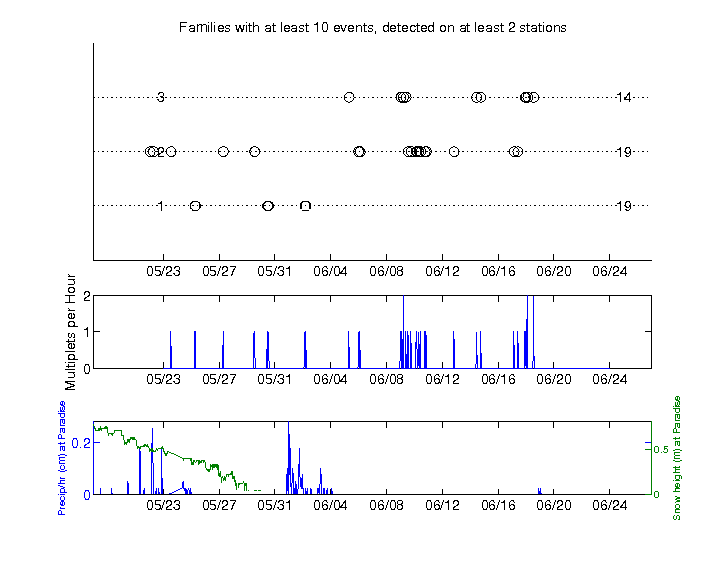 Families with at least 10 events, detected on at least 2 stations
3 14
2 19
1 19
05/23 05/27 05/31 06/04 06/08 06/12 06/16 06/20 06/24
Multiplets per Hour
2
1
0
05/23 05/27 05/31 06/04 06/08 06/12 06/16 06/20 06/24
Precip/hr (cm) at Paradise
0.2
0
0.5
0
Snow height (m) at Paradise
05/23 05/27 05/31 06/04 06/08 06/12 06/16 06/20 06/24